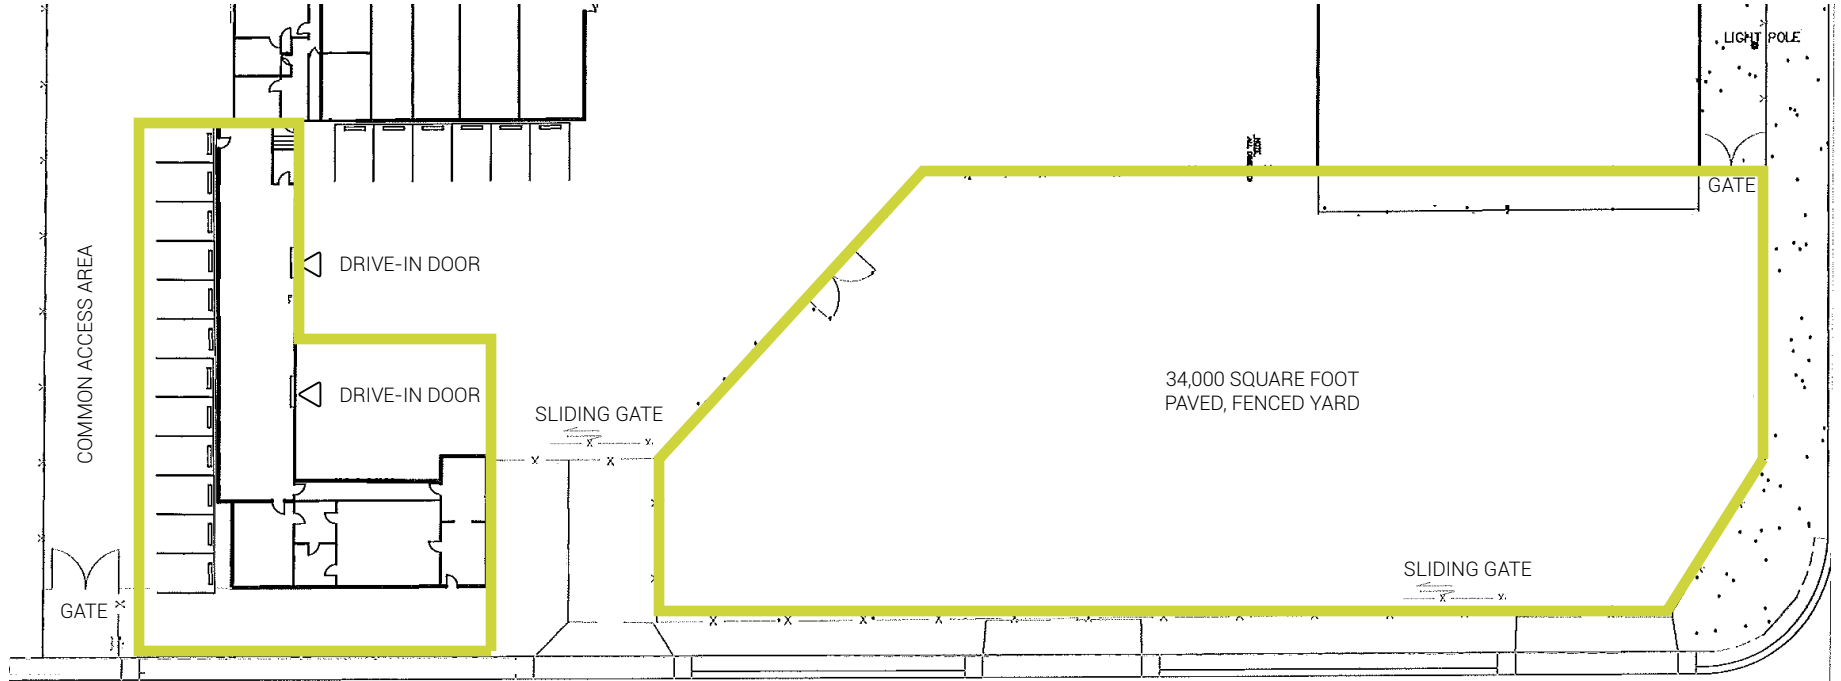 LIGHT POLE
GATE
DRIVE-IN DOOR
COMMON ACCESS AREA
DRIVE-IN DOOR
34,000 SQUARE FOOT
PAVED, FENCED YARD
SLIDING GATE
SLIDING GATE
GATE